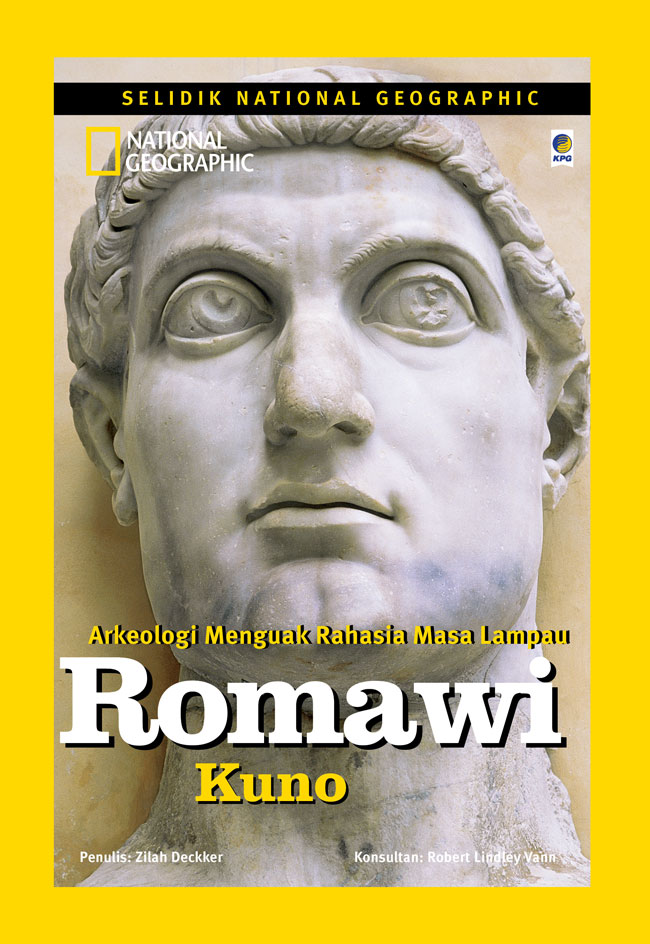 SELIDIK NATIONAL GEOGRAPHIC
NATIONAL
GEOGRAPHIC
KPG
Arkeologi Menguak Rahasia Masa Lampau
Romawi
Kuno
Penulis: Zilah Deckker
Konsultan: Robert Lindley Vann